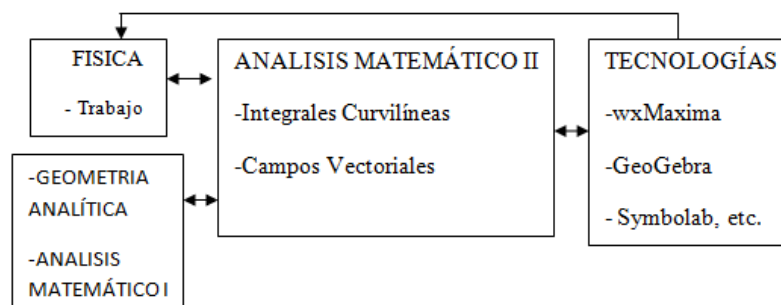 FISICA
- Trabajo
ANALISIS MATEMÁTICO II
-Integrales Curvilíneas
-Campos Vectoriales
TECNOLOGÍAS
-wxMaxima
-GeoGebra
- Symbolab, etc.
-GEOMETRIA
ANALÍTICA
-ANALISIS
MATEMÁTICO I